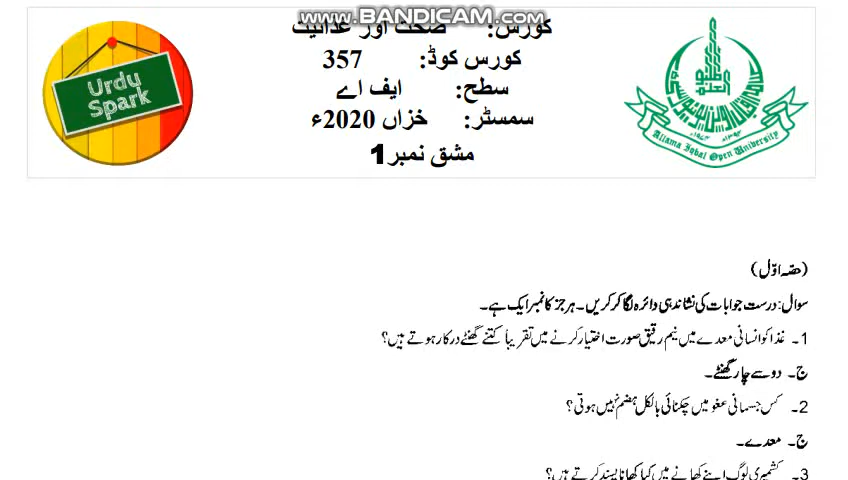 www.BANDICAM.com
کورس: صحت اور غذائیت
کورس کوڈ: 357
سطح: ایف اے
سمسٹر: خزاں 2020ء
مشق نمبر 1
Urdu
Spark
Allama Iqbal Open University
(حصّہ اوّل)
سوال: درست جوابات کی نشاندہی دائرہ لگا کر کریں۔ ہر جز کا نمبر ایک ہے۔
1۔ غذا کو انسانی معدے میں نیم رقیق صورت اختیار کرنے میں تقریباً کتنے گھنٹے درکار ہوتے ہیں؟
ج۔ دو سے چار گھنٹے۔
2۔ کس جسمانی عضو میں چکنائی بالکل ہضم نہیں ہوتی؟
ج۔ معدے۔
3۔ کشمیری لوگ اپنے کھانے میں کیا کھانا پسند کرتے ہیں؟